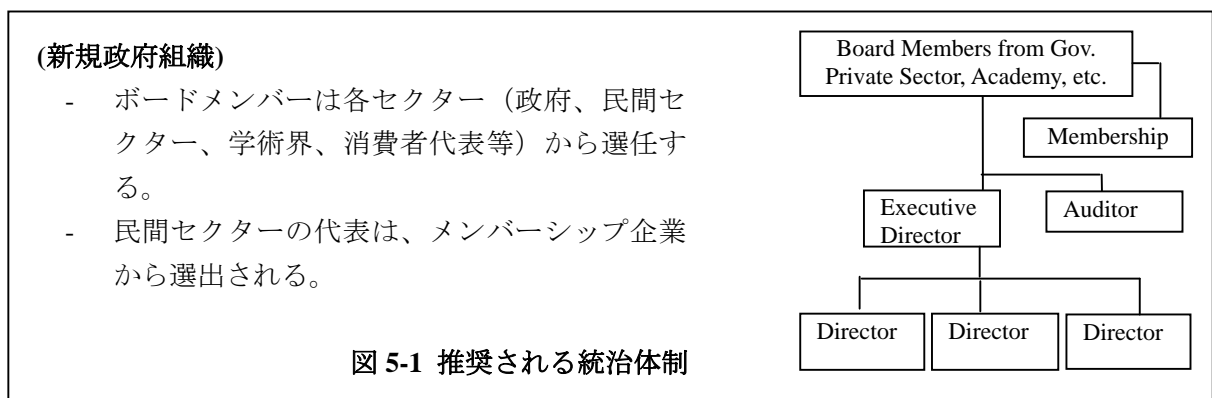 (新規政府組織)
- ボードメンバーは各セクター（政府、民間セ
クター、学術界、消費者代表等）から選任す
る。
- 民間セクターの代表は、メンバーシップ企業
から選出される。
図 5-1 推奨される統治体制
Board Members from Gov.
Private Sector, Academy, etc.
Membership
Executive
Director
Auditor
Director
Director
Director